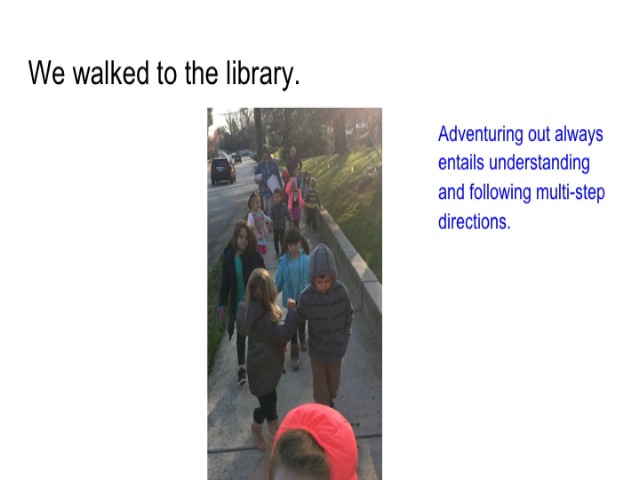 We walked to the library.
Adventuring out always
entails understanding
and following multi-step
directions.